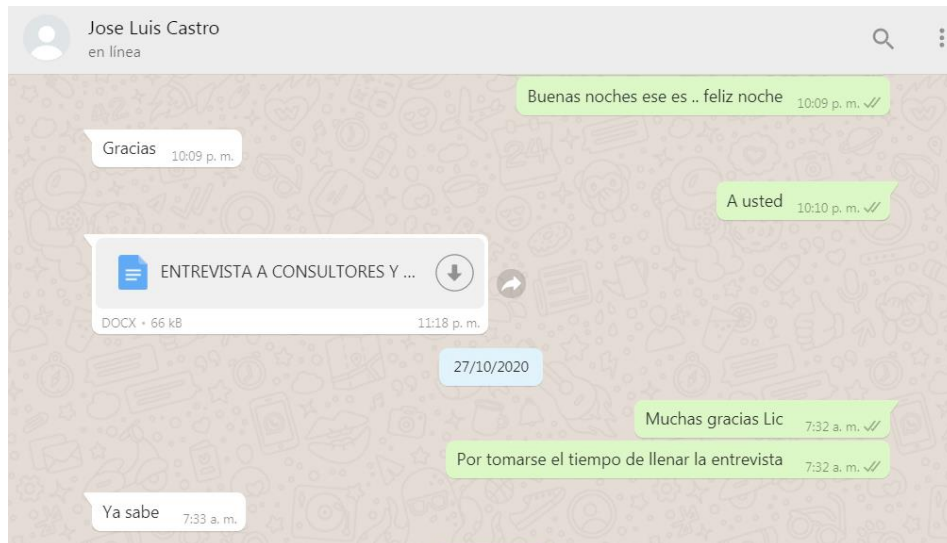 Jose Luis Castro
en línea
Buenas noches ese es .. feliz noche 10:09 p. m.
Gracias 10:09 p. m.
A usted 10:10 p. m.
ENTREVISTA A CONSULTORES Y ...
DOCX • 66 kB 11:18 p. m.
27/10/2020
Muchas gracias Lic 7:32 a. m.
Por tomarse el tiempo de llenar la entrevista 7:32 a. m.
Ya sabe 7:33 a. m.